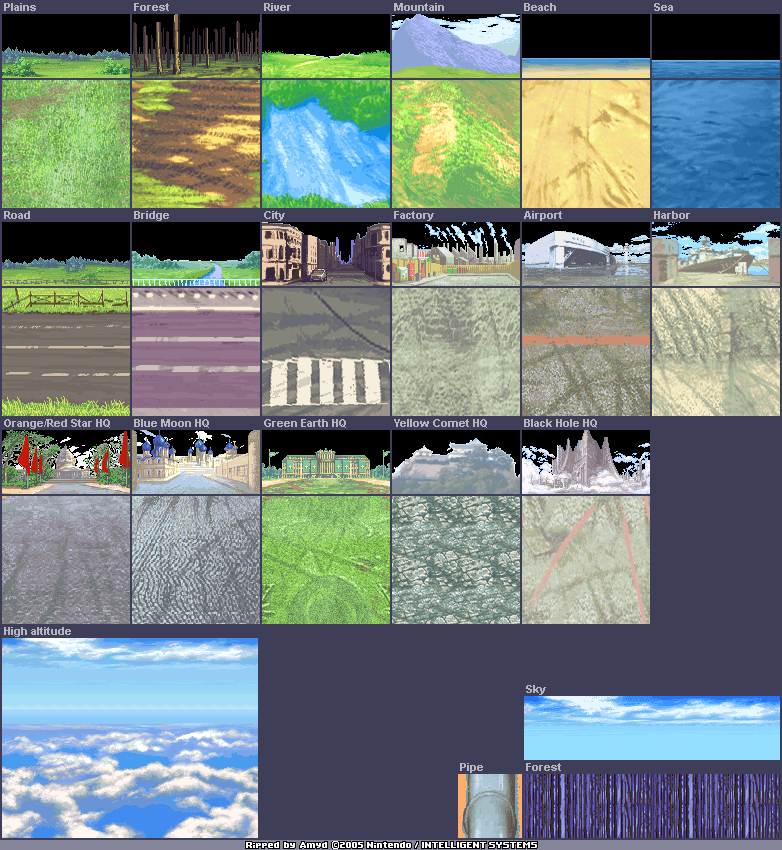 Plains Forest River Mountain Beach Sea
Road Bridge City Factory Airport Harbor
Orange/Red Star HQ Blue Moon HQ Green Earth HQ Yellow Comet HQ Black Hole HQ
High altitude
Sky
Pipe Forest
Ripped by Amyd ©2005 Nintendo / INTELLIGENT SYSTEMS